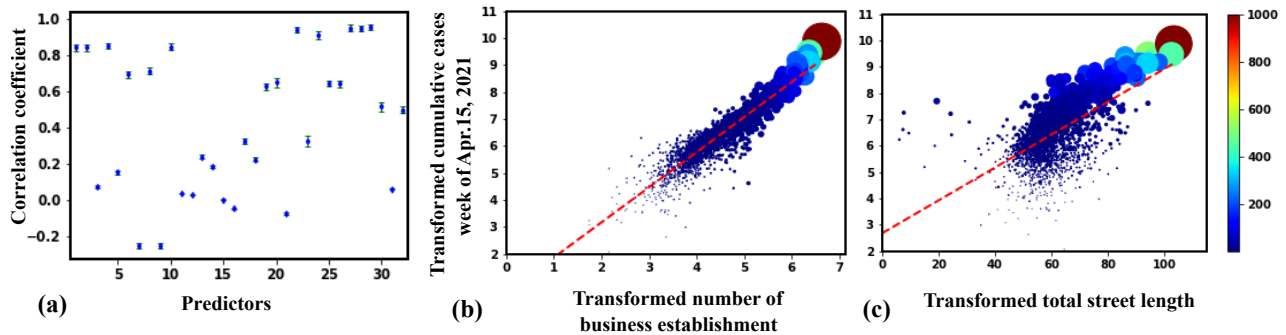 Correlation coefficient
1.0
0.8
0.6
0.4
0.2
0.0
−0.2
5 10 15 20 25 30
(a)
Predictors
Transformed cumulative cases
week of Apr.15, 2021
11
10
9
8
7
6
5
4
3
2
0 1 2 3 4 5 6 7
(b)
Transformed number of
business establishment
11
10
9
8
7
6
5
4
3
2
0 20 40 60 80 100
(c)
Transformed total street length
1000
800
600
400
200